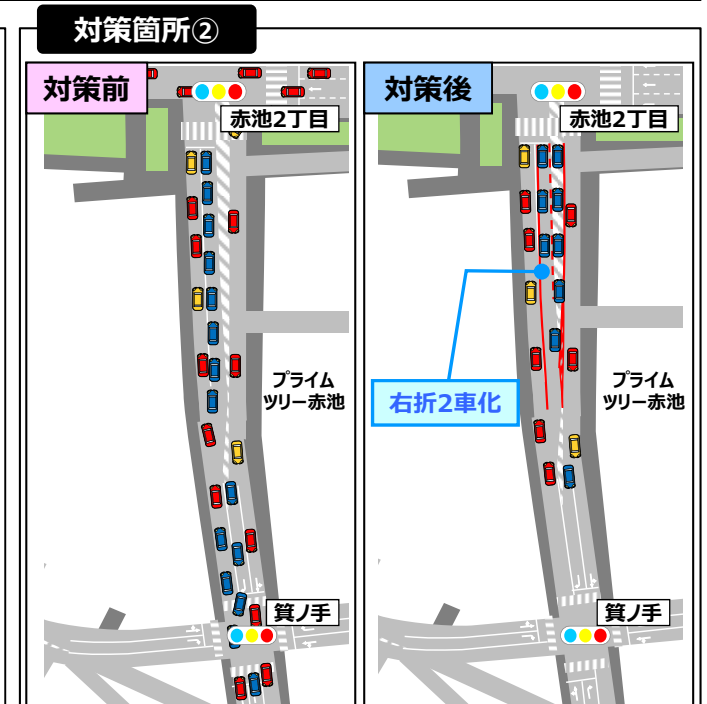 対策箇所②
対策前
赤池2丁目
プライム
ツリー赤池
箕ノ手
対策後
赤池2丁目
右折2車化
プライム
ツリー赤池
箕ノ手